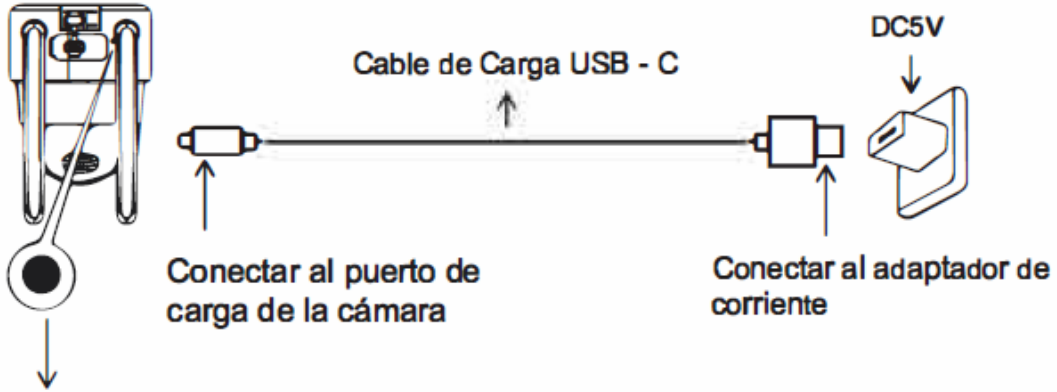 DC5V
Cable de Carga USB - C
Conectar al puerto de
carga de la cámara
Conectar al adaptador de
corriente